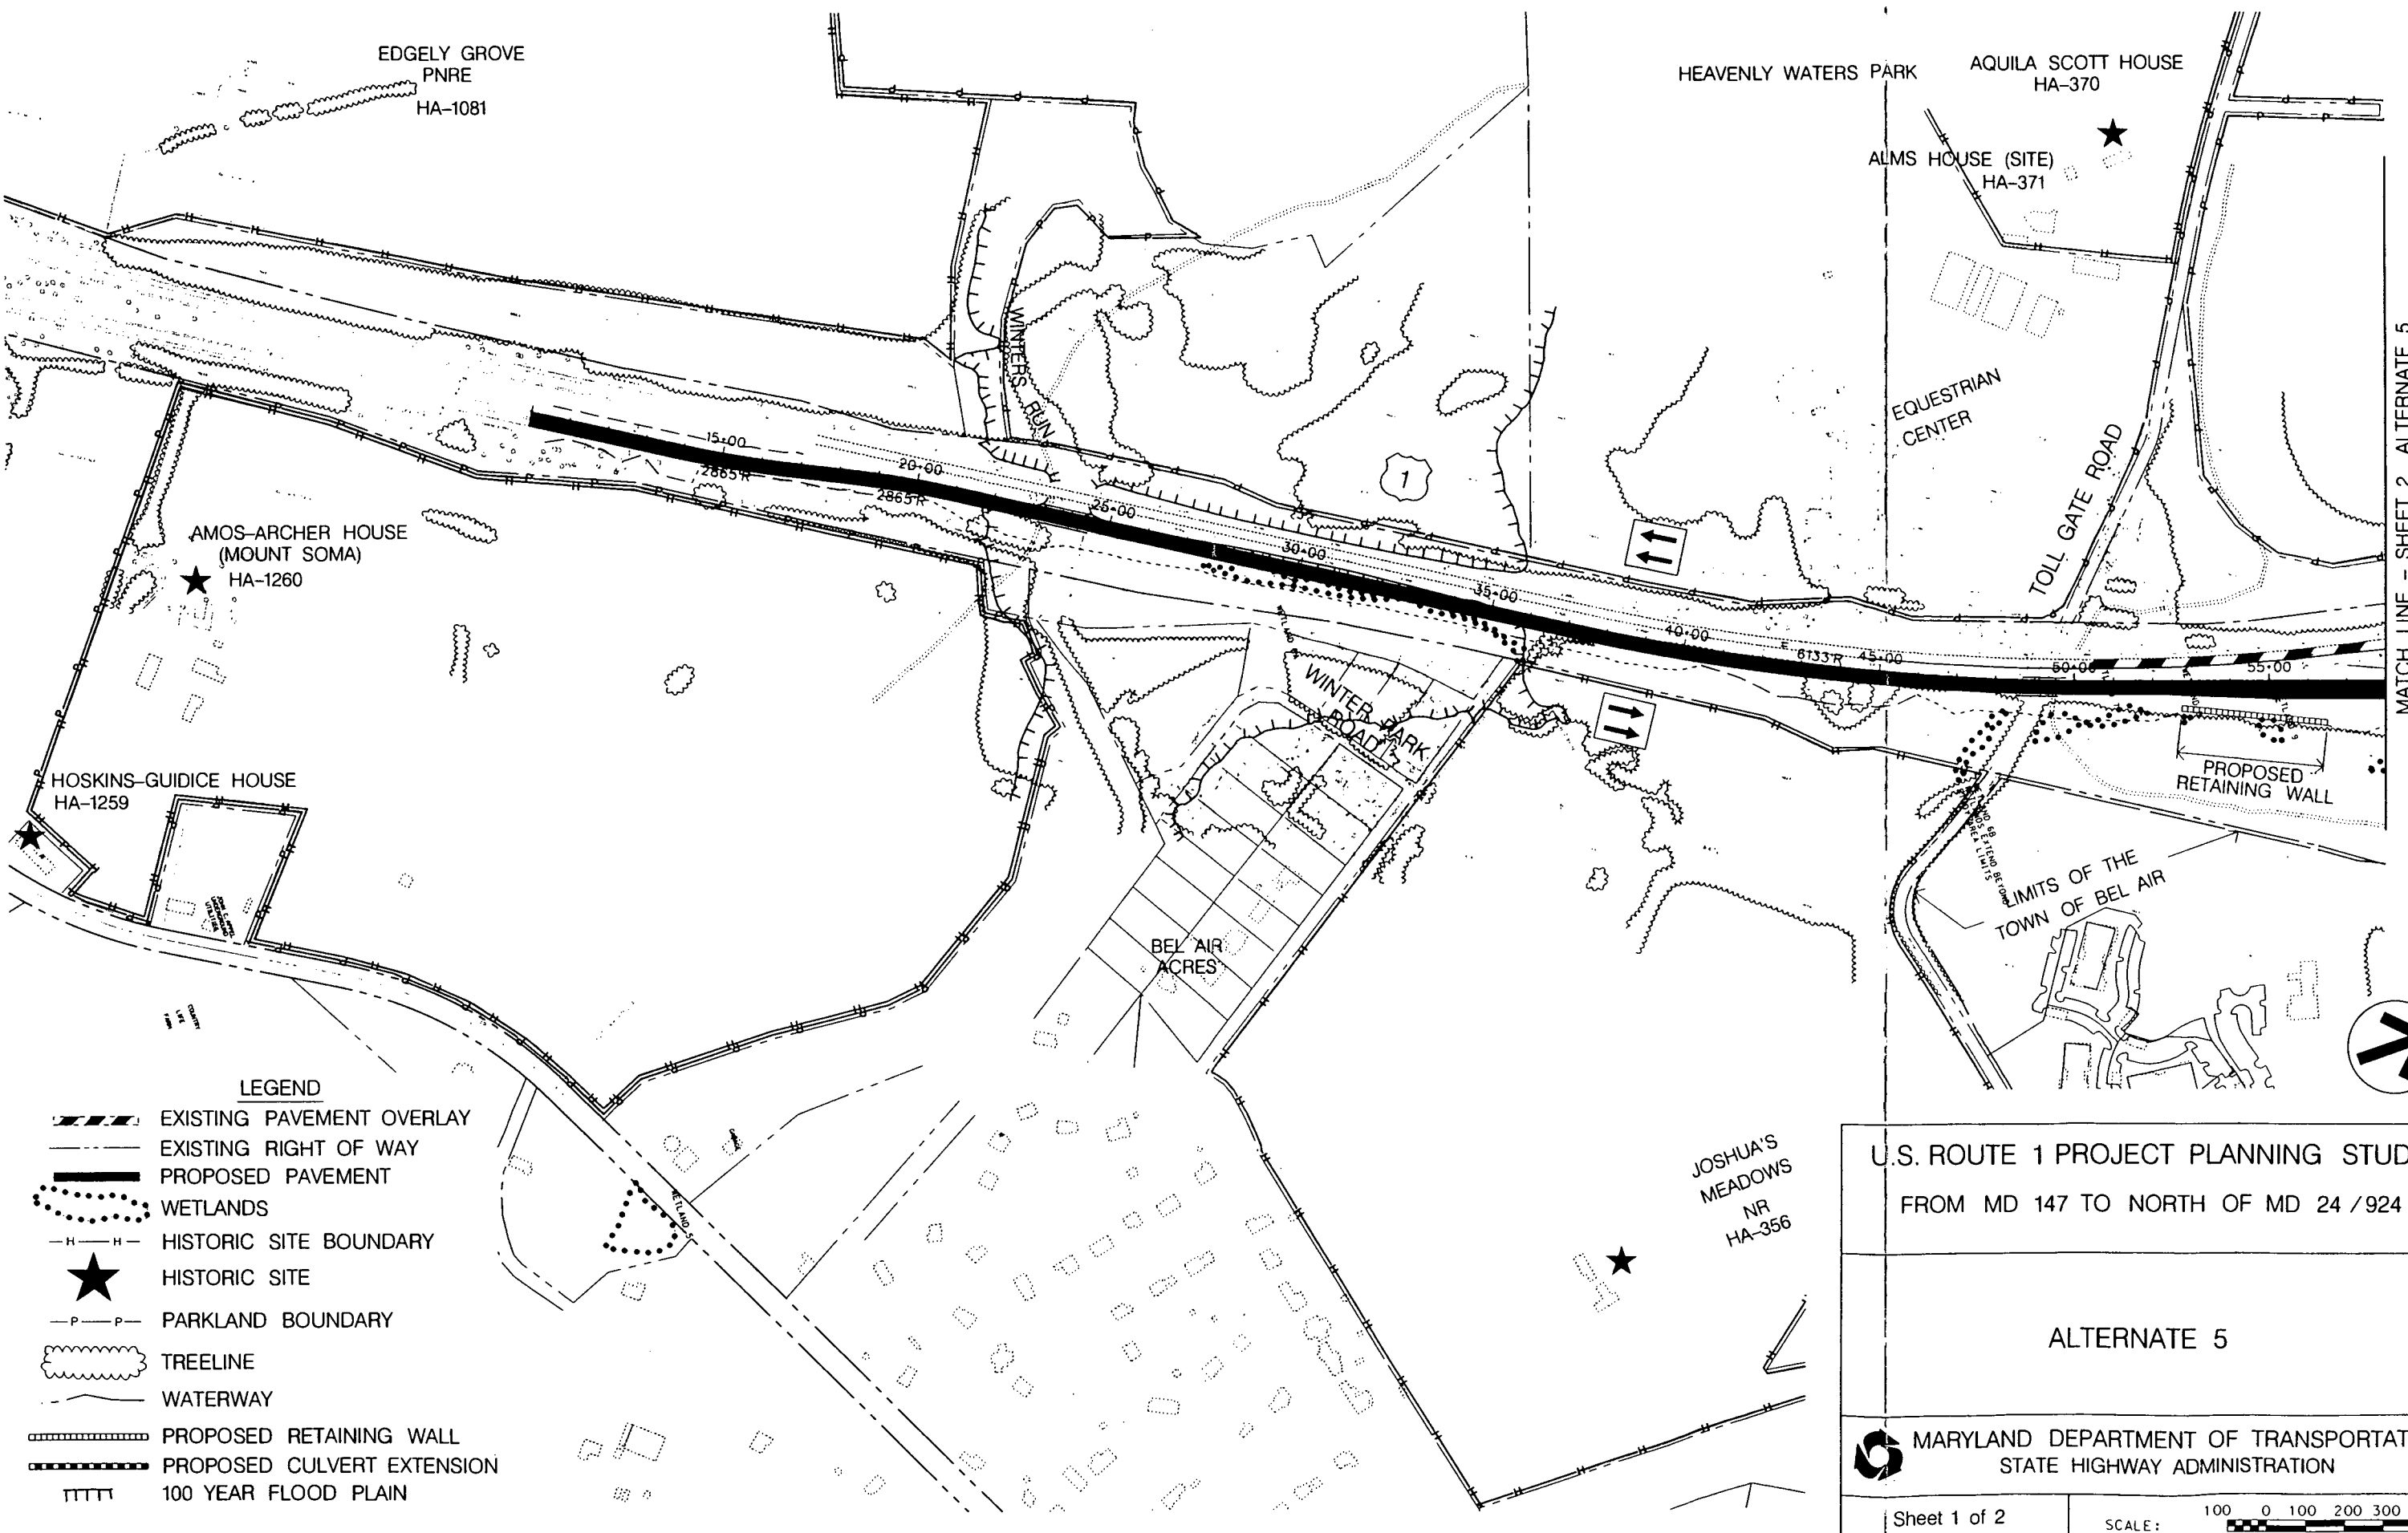 EDGELY GROVE
PNRE
HA-1081
HEAVENLY WATERS PARK
AQUILA SCOTT HOUSE
HA-370
ALMS HOUSE (SITE)
HA-371
WINTERS RUN
1
EQUESTRIAN
CENTER
TOLL GATE ROAD
MATCH LINE - SHEET 2 ALTERNATE 5
15+00
2865'R
20+00
2865'R
25+00
30+00
35+00
40+00
6133'R
45+00
50+00
55+00
AMOS-ARCHER HOUSE
(MOUNT SOMA)
HA-1260
HOSKINS-GUIDICE HOUSE
HA-1259
WINTER PARK
ROAD
PROPOSED
RETAINING WALL
LIMITS OF THE
TOWN OF BEL AIR
BEL AIR
ACRES
COUNTRY
LIFE
FARM
WETLAND 5
JOSHUA'S
MEADOWS
NR
HA-356
LEGEND
EXISTING PAVEMENT OVERLAY
EXISTING RIGHT OF WAY
PROPOSED PAVEMENT
WETLANDS
HISTORIC SITE BOUNDARY
HISTORIC SITE
PARKLAND BOUNDARY
TREELINE
WATERWAY
PROPOSED RETAINING WALL
PROPOSED CULVERT EXTENSION
100 YEAR FLOOD PLAIN
U.S. ROUTE 1 PROJECT PLANNING STUD
FROM MD 147 TO NORTH OF MD 24 / 924
ALTERNATE 5
MARYLAND DEPARTMENT OF TRANSPORTAT
STATE HIGHWAY ADMINISTRATION
Sheet 1 of 2
SCALE:
100 0 100 200 300